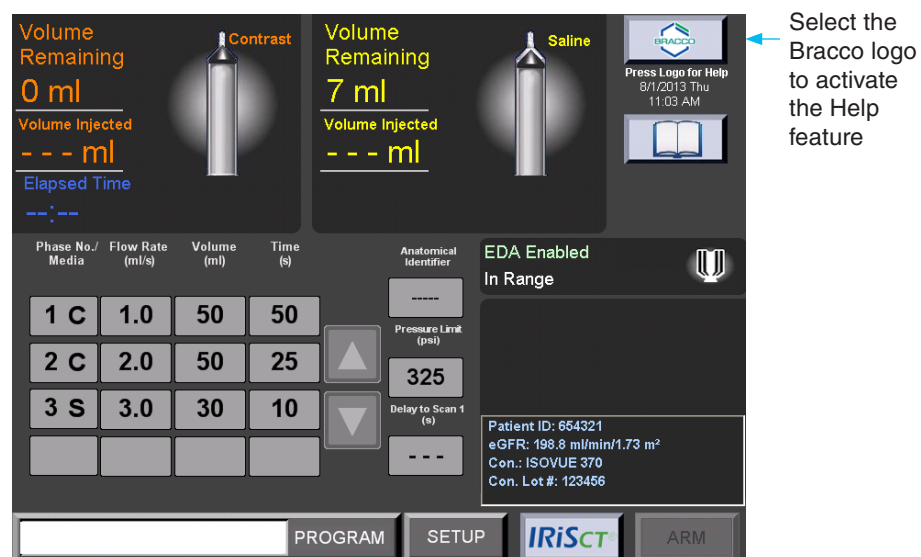 Volume
Remaining
0 ml
Volume Injected
- - - ml
Elapsed Time
--:--
Contrast
Volume
Remaining
7 ml
Volume Injected
- - - ml
Saline
BRACCO
Press Logo for Help
8/1/2013 Thu
11:03 AM
Select the
Bracco logo
to activate
the Help
feature
Phase No./
Media
Flow Rate
(ml/s)
Volume
(ml)
Time
(s)
1 C 1.0 50 50
2 C 2.0 50 25
3 S 3.0 30 10
Anatomical
Identifier
-----
Pressure Limit
(psi)
325
Delay to Scan 1
(s)
- - -
EDA Enabled
In Range
Patient ID: 654321
eGFR: 198.8 ml/min/1.73 m²
Con.: ISOVUE 370
Con. Lot #: 123456
PROGRAM SETUP IRiSCT® ARM